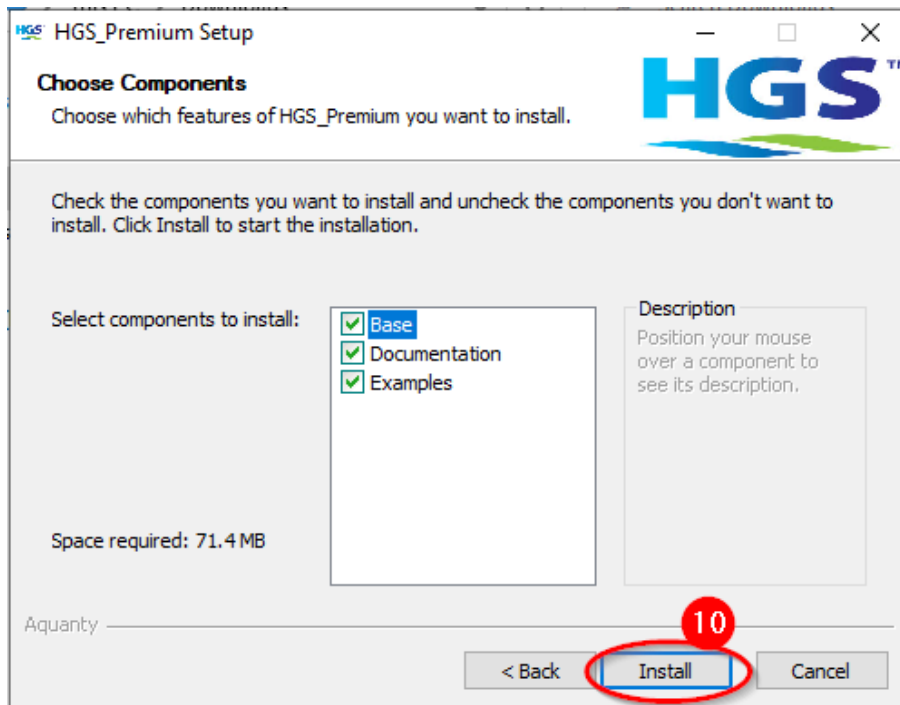 HGS HGS_Premium Setup
Choose Components
Choose which features of HGS_Premium you want to install.
HGS™
Check the components you want to install and uncheck the components you don't want to
install. Click Install to start the installation.
Select components to install:
Base
Documentation
Examples
Description
Position your mouse
over a component to
see its description.
Space required: 71.4 MB
Aquanty
10
< Back
Install
Cancel